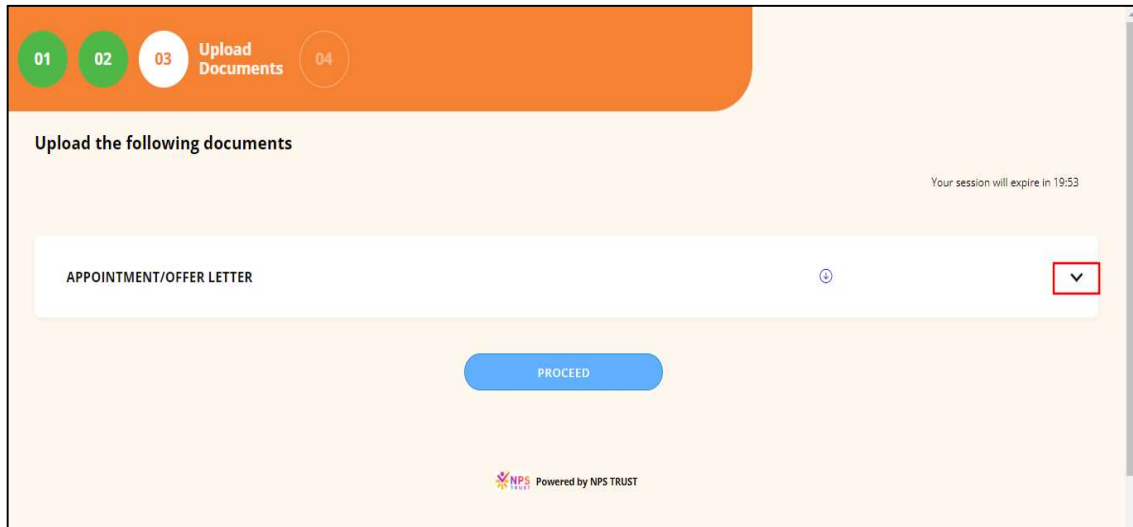 01 02 03 Upload
Documents 04
Upload the following documents
Your session will expire in 19:53
APPOINTMENT/OFFER LETTER
PROCEED
NPS TRUST Powered by NPS TRUST